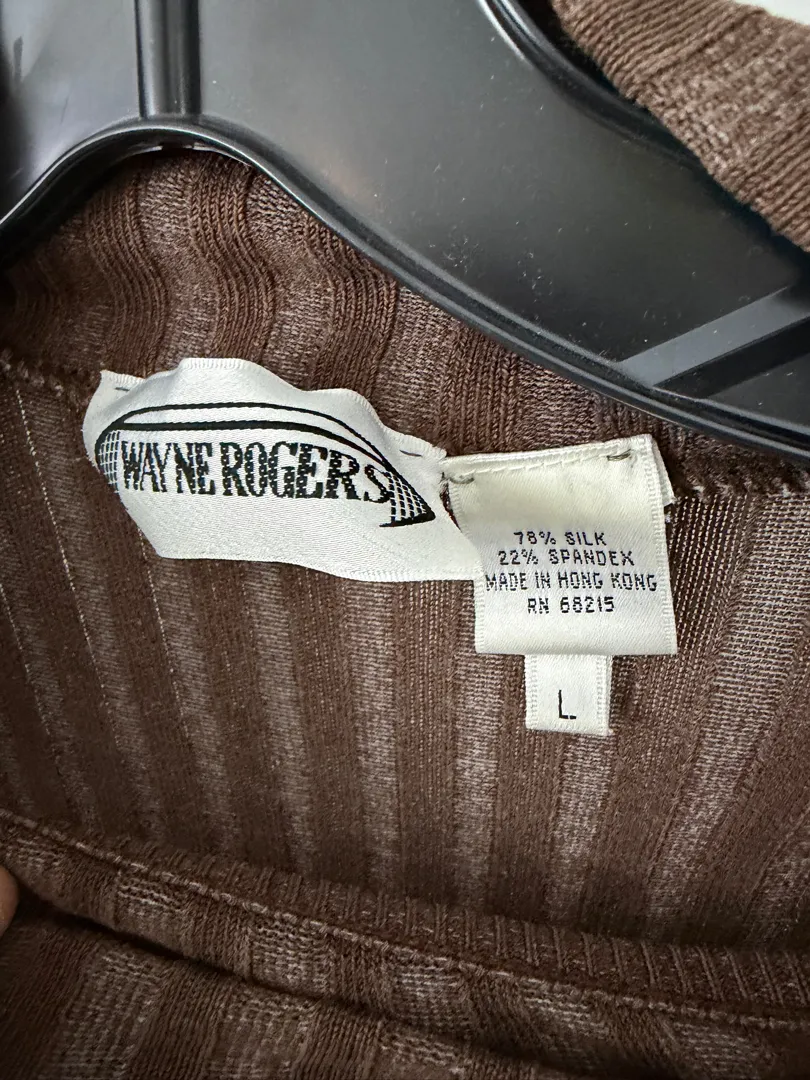 WAYNE ROGERS
78% SILK
22% SPANDEX
MADE IN HONG KONG
RN 68215
L